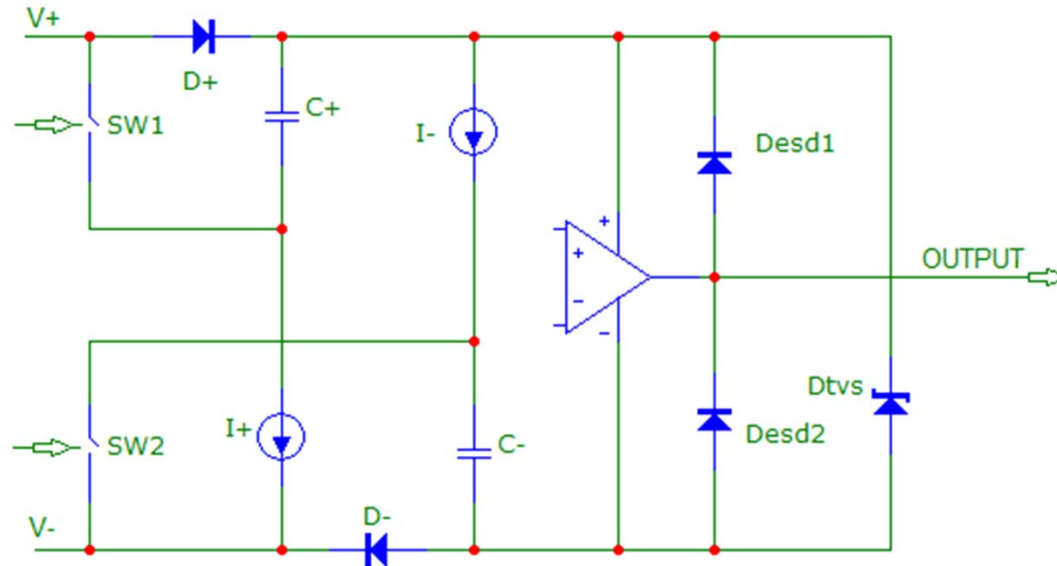 V+
D+
SW1
C+
I-
Desd1
+
+
-
-
OUTPUT
Dtvs
Desd2
I+
SW2
C-
D-
V-